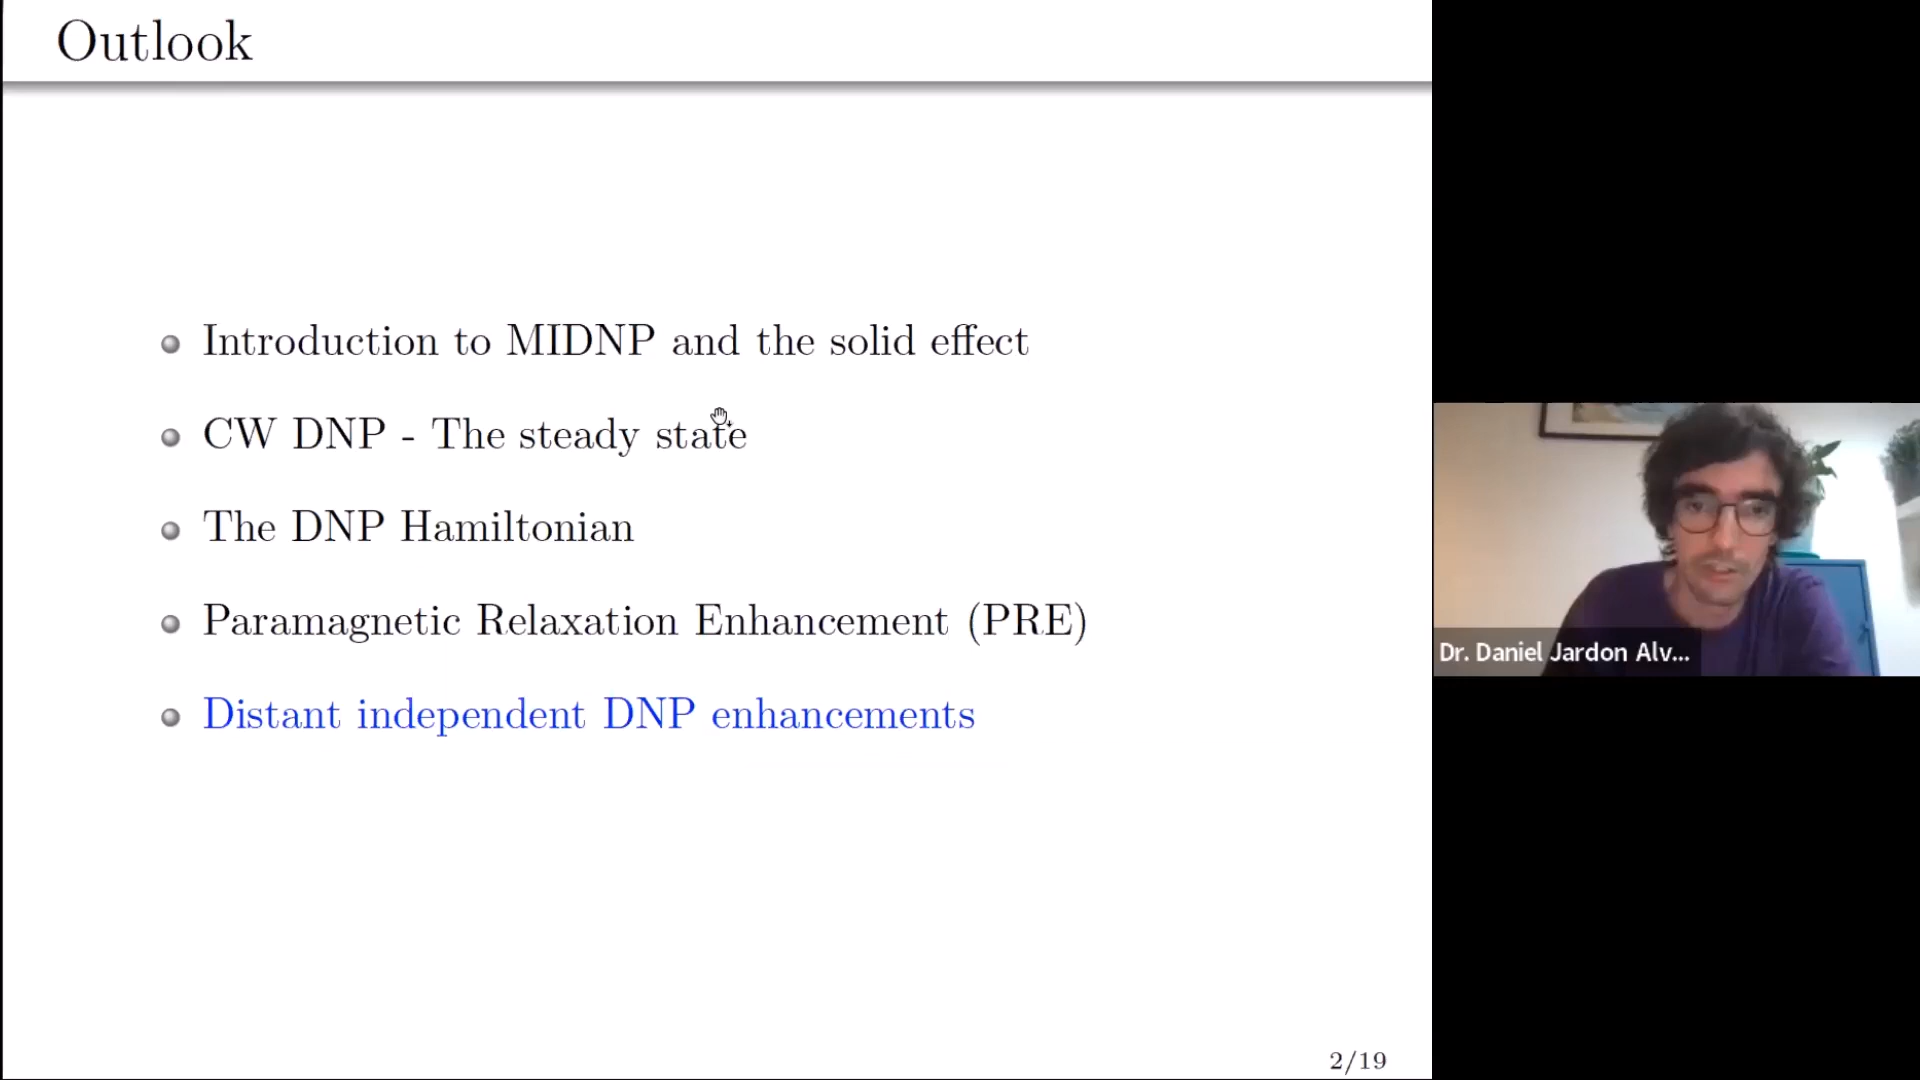 Outlook
Introduction to MIDNP and the solid effect
CW DNP - The steady state
The DNP Hamiltonian
Paramagnetic Relaxation Enhancement (PRE)
Distant independent DNP enhancements
2/19
Dr. Daniel Jardon Alv...